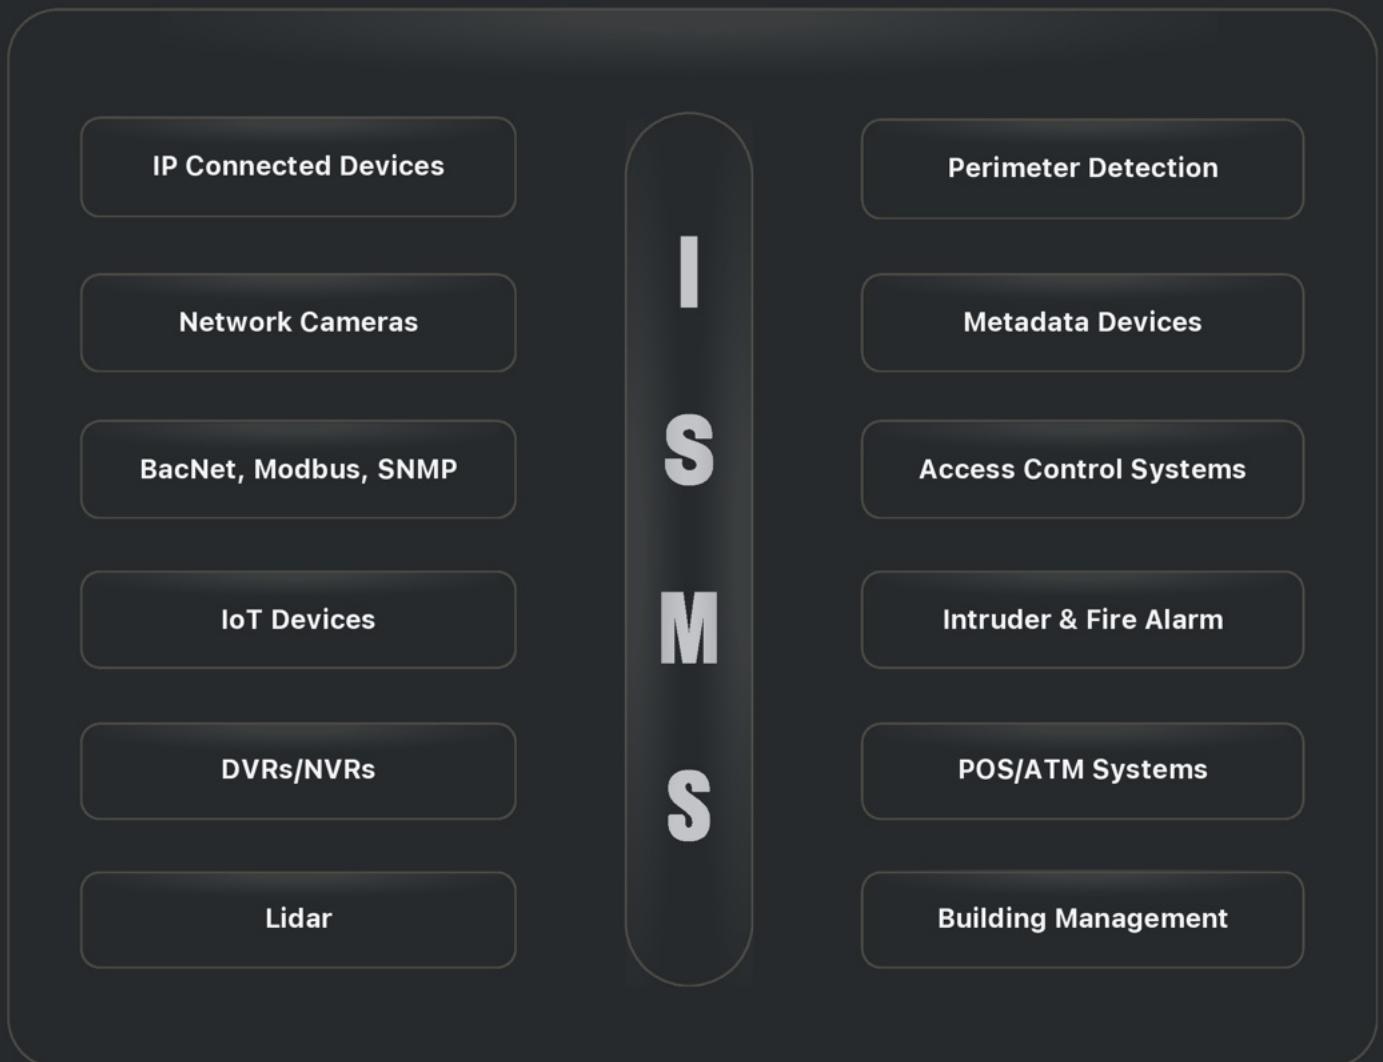 IP Connected Devices
Network Cameras
BacNet, Modbus, SNMP
IoT Devices
DVRs/NVRs
Lidar
I
S
M
S
Perimeter Detection
Metadata Devices
Access Control Systems
Intruder & Fire Alarm
POS/ATM Systems
Building Management